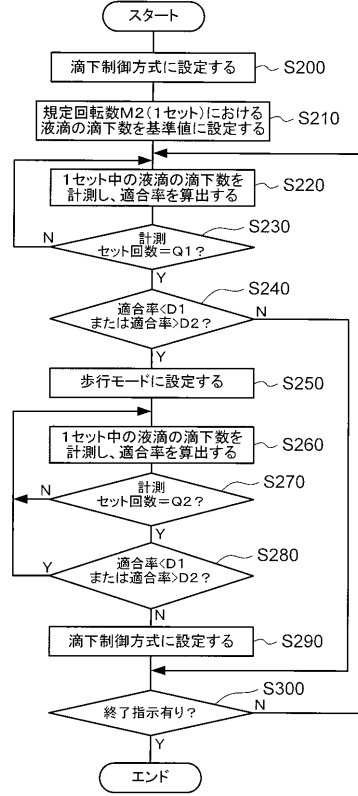 スタート
滴下制御方式に設定する
S200
規定回転数M2(1セット)における
液滴の滴下数を基準値に設定する
S210
1セット中の液滴の滴下数を
計測し、適合率を算出する
S220
計測
セット回数=Q1?
S230
N
Y
適合率<D1
または適合率>D2?
S240
N
Y
歩行モードに設定する
S250
1セット中の液滴の滴下数を
計測し、適合率を算出する
S260
計測
セット回数=Q2?
S270
N
Y
適合率<D1
または適合率>D2?
S280
Y
N
滴下制御方式に設定する
S290
終了指示有り?
S300
N
Y
エンド